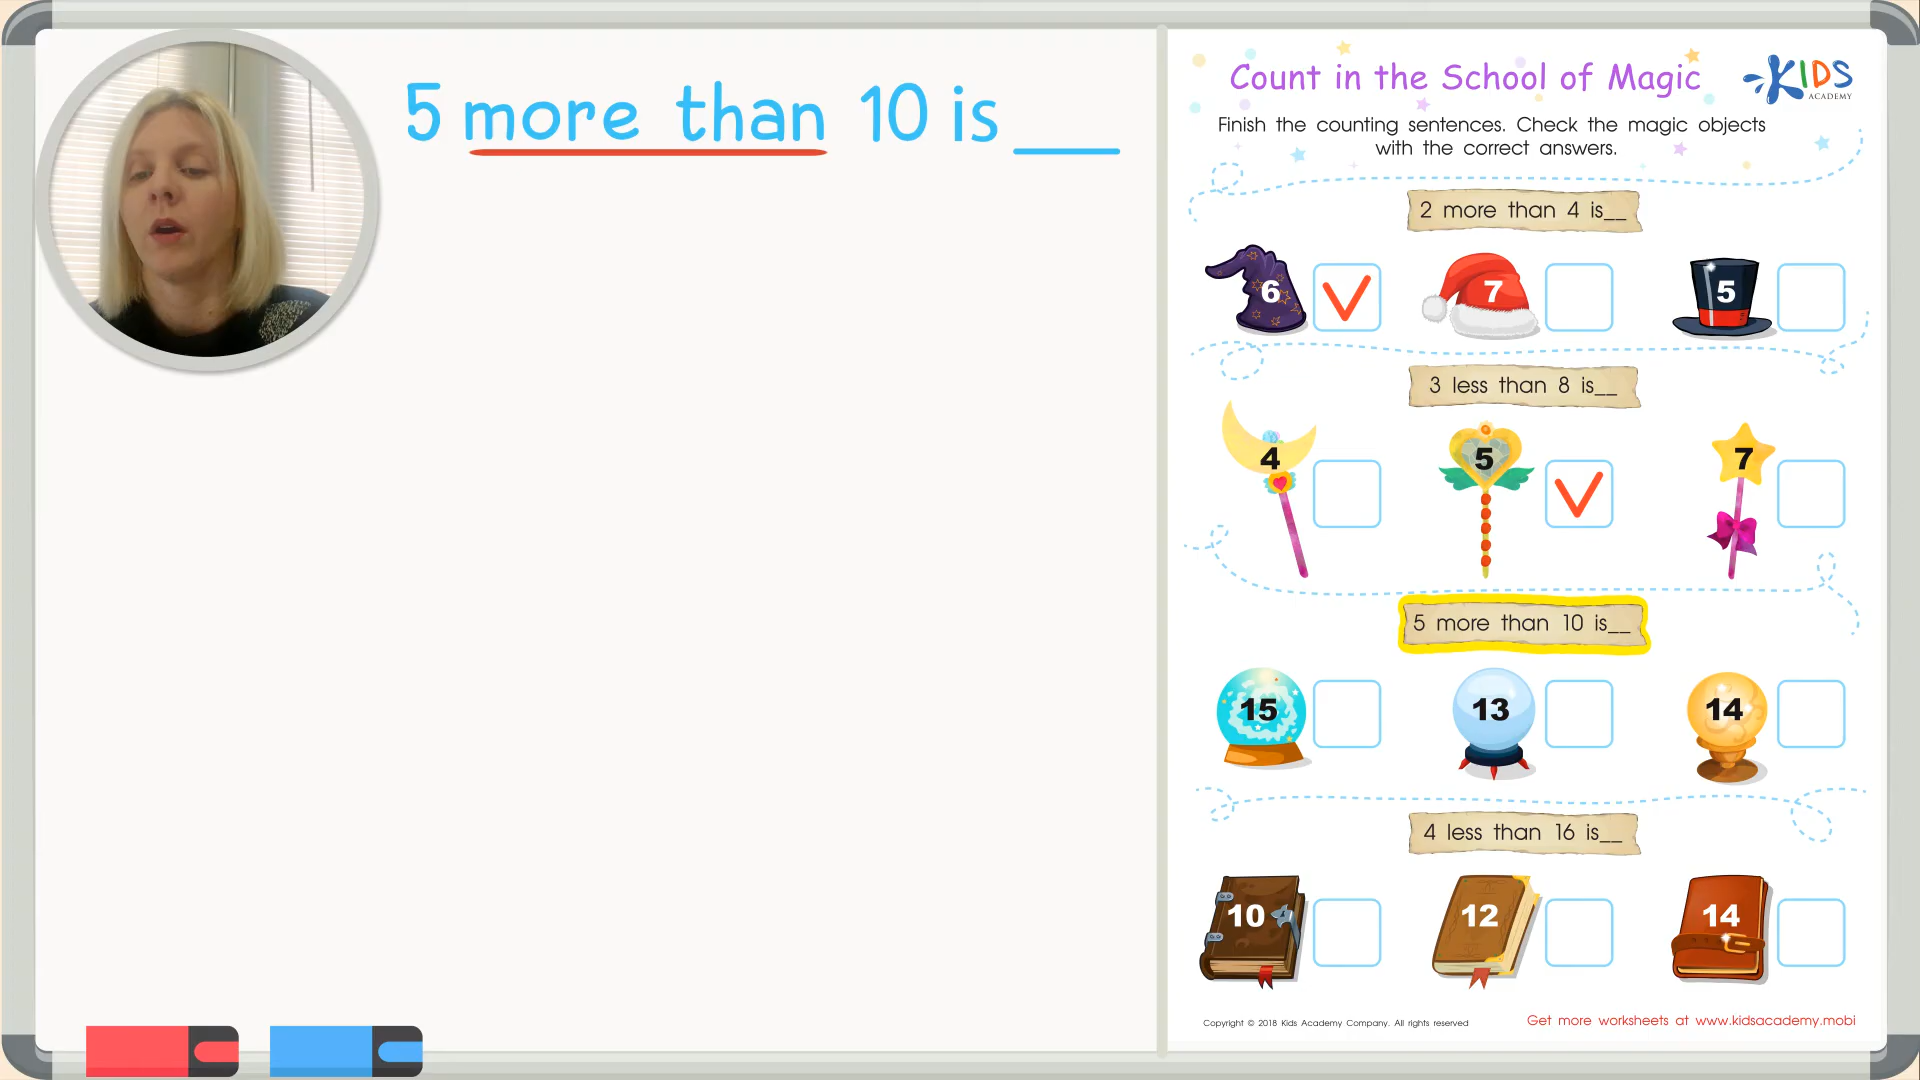 5 more than 10 is ___
Count in the School of Magic
KIDS
ACADEMY
Finish the counting sentences. Check the magic objects
with the correct answers.
2 more than 4 is__
6 7 5
3 less than 8 is__
4 5 7
5 more than 10 is__
15 13 14
4 less than 16 is__
10 12 14
Copyright © 2018 Kids Academy Company. All rights reserved
Get more worksheets at www.kidsacademy.mobi